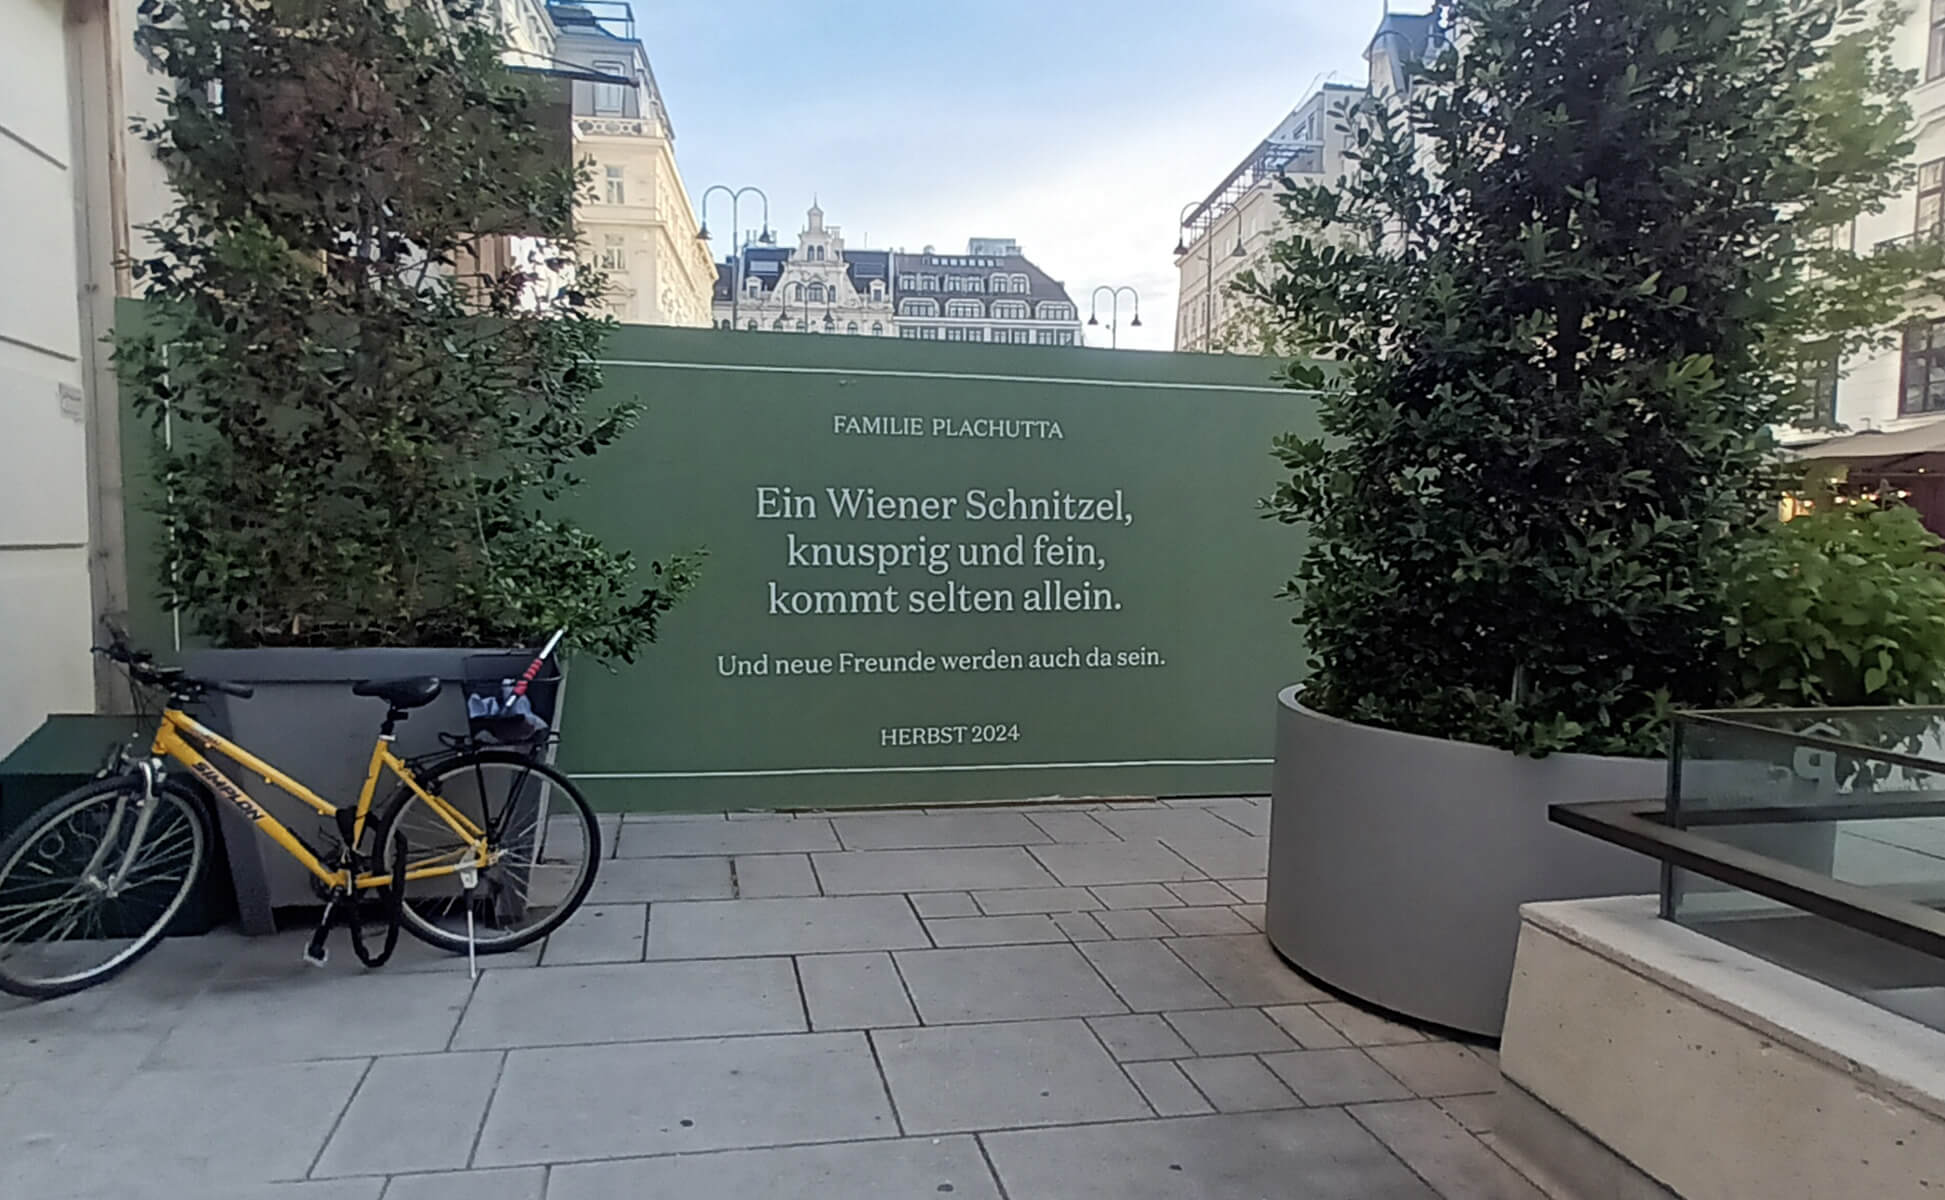 FAMILIE PLACHUTTA
Ein Wiener Schnitzel,
knusprig und fein,
kommt selten allein.
Und neue Freunde werden auch da sein.
HERBST 2024
SIMPLON